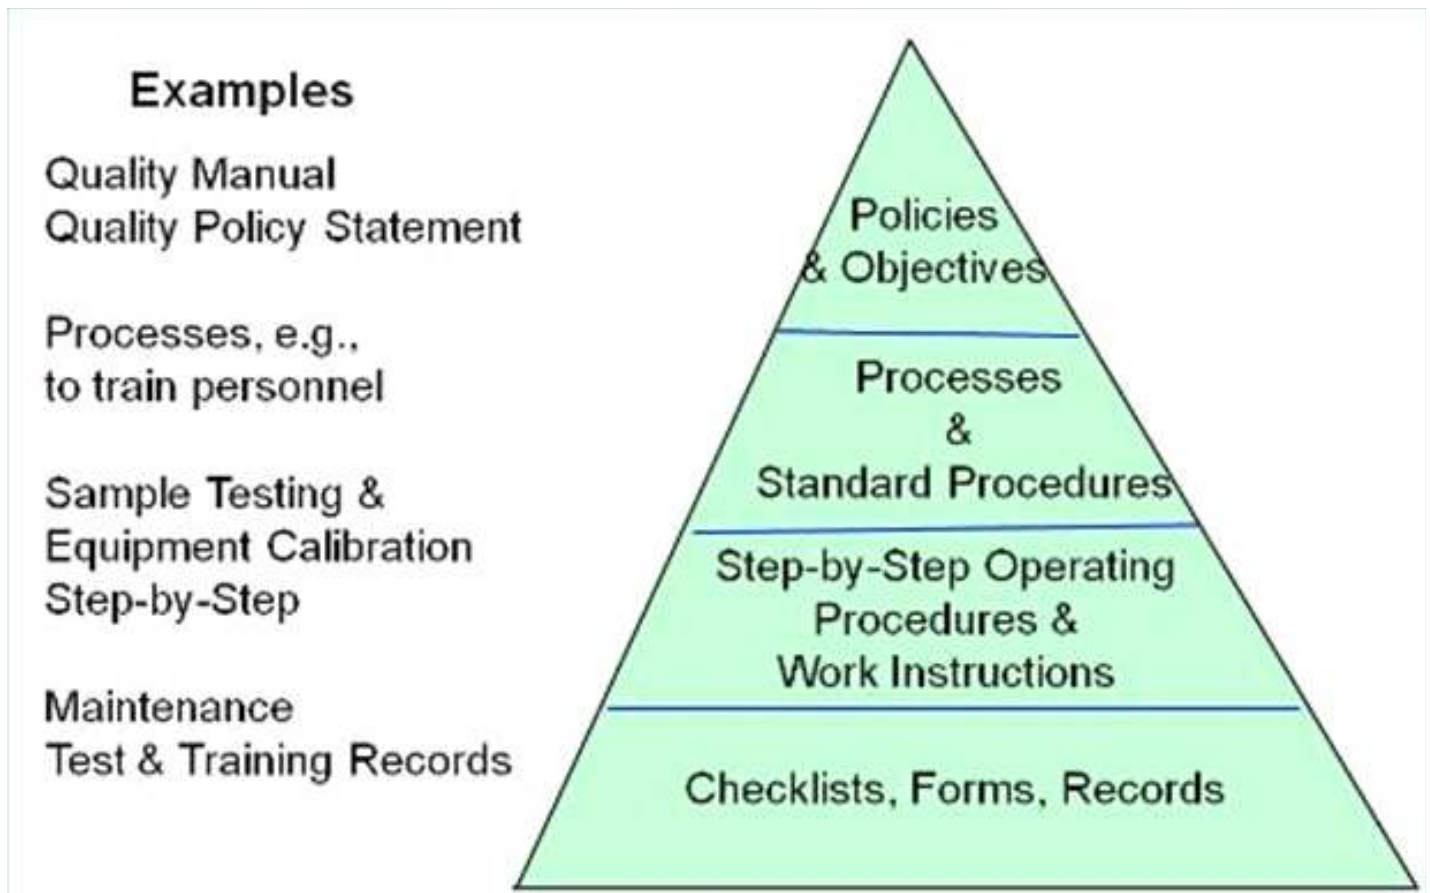 Examples
Quality Manual
Quality Policy Statement
Processes, e.g.,
to train personnel
Sample Testing &
Equipment Calibration
Step-by-Step
Maintenance
Test & Training Records
Policies
& Objectives
Processes
&
Standard Procedures
Step-by-Step Operating
Procedures &
Work Instructions
Checklists, Forms, Records